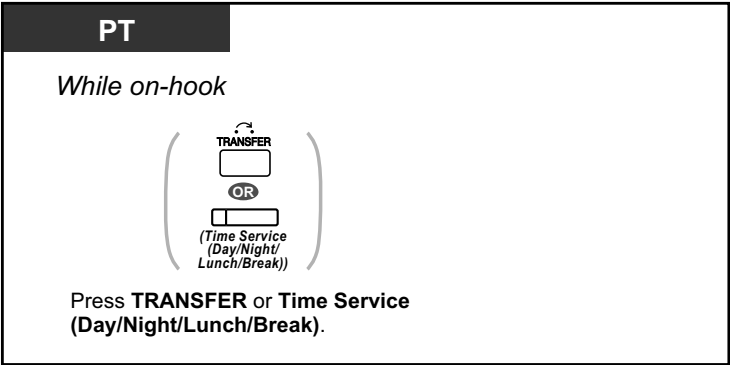 PT
While on-hook
TRANSFER
OR
(Time Service
(Day/Night/
Lunch/Break))
Press TRANSFER or Time Service
(Day/Night/Lunch/Break).